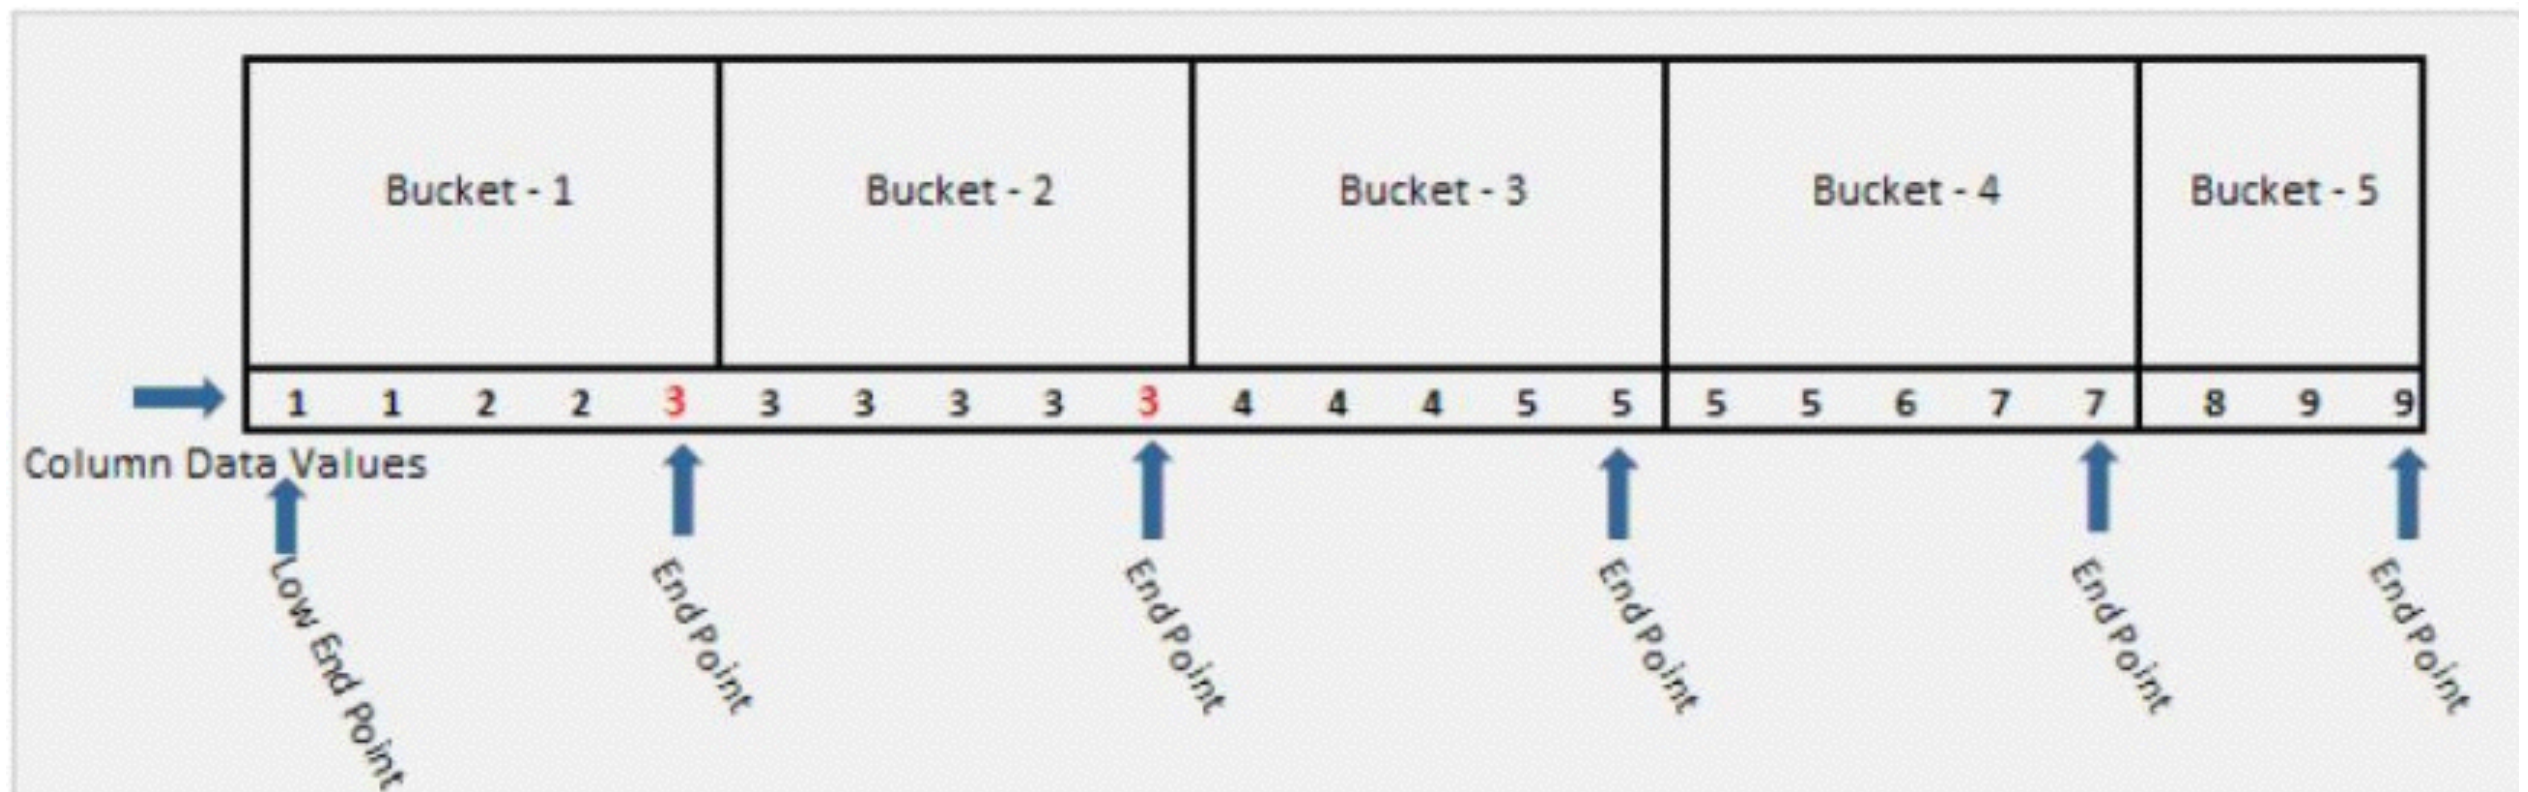 Bucket - 1 Bucket - 2 Bucket - 3 Bucket - 4 Bucket - 5
1 1 2 2 3 3 3 3 3 3 4 4 4 5 5 5 5 6 7 7 8 9 9
Column Data Values
Low End Point End Point End Point End Point End Point End Point